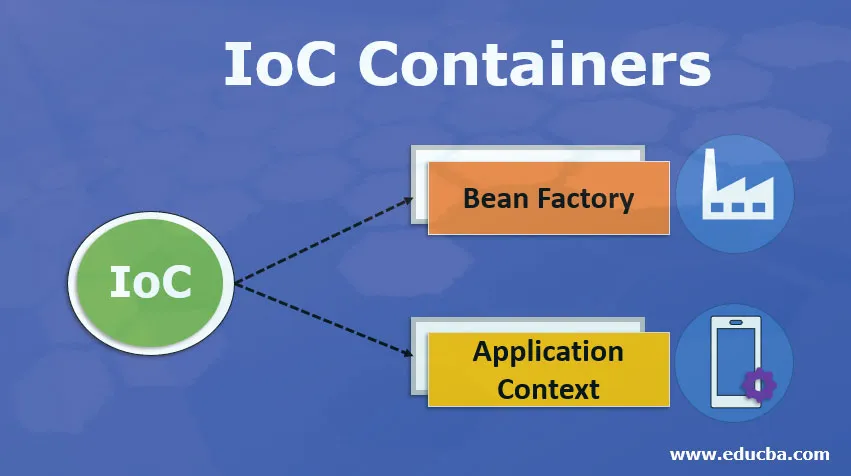 IoC Containers
Bean Factory
IoC
Application
Context
www.educba.com